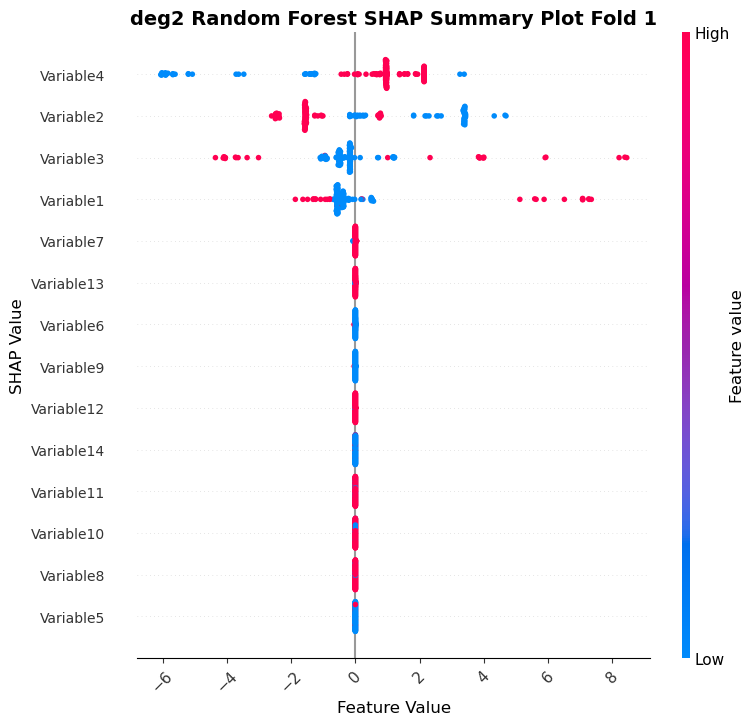 deg2 Random Forest SHAP Summary Plot Fold 1
High
Variable4
Variable2
Variable3
Variable1
Variable7
Variable13
Variable6
Variable9
Variable12
Variable14
Variable11
Variable10
Variable8
Variable5
SHAP Value
Feature value
Low
−6
−4
−2
0
2
4
6
8
Feature Value